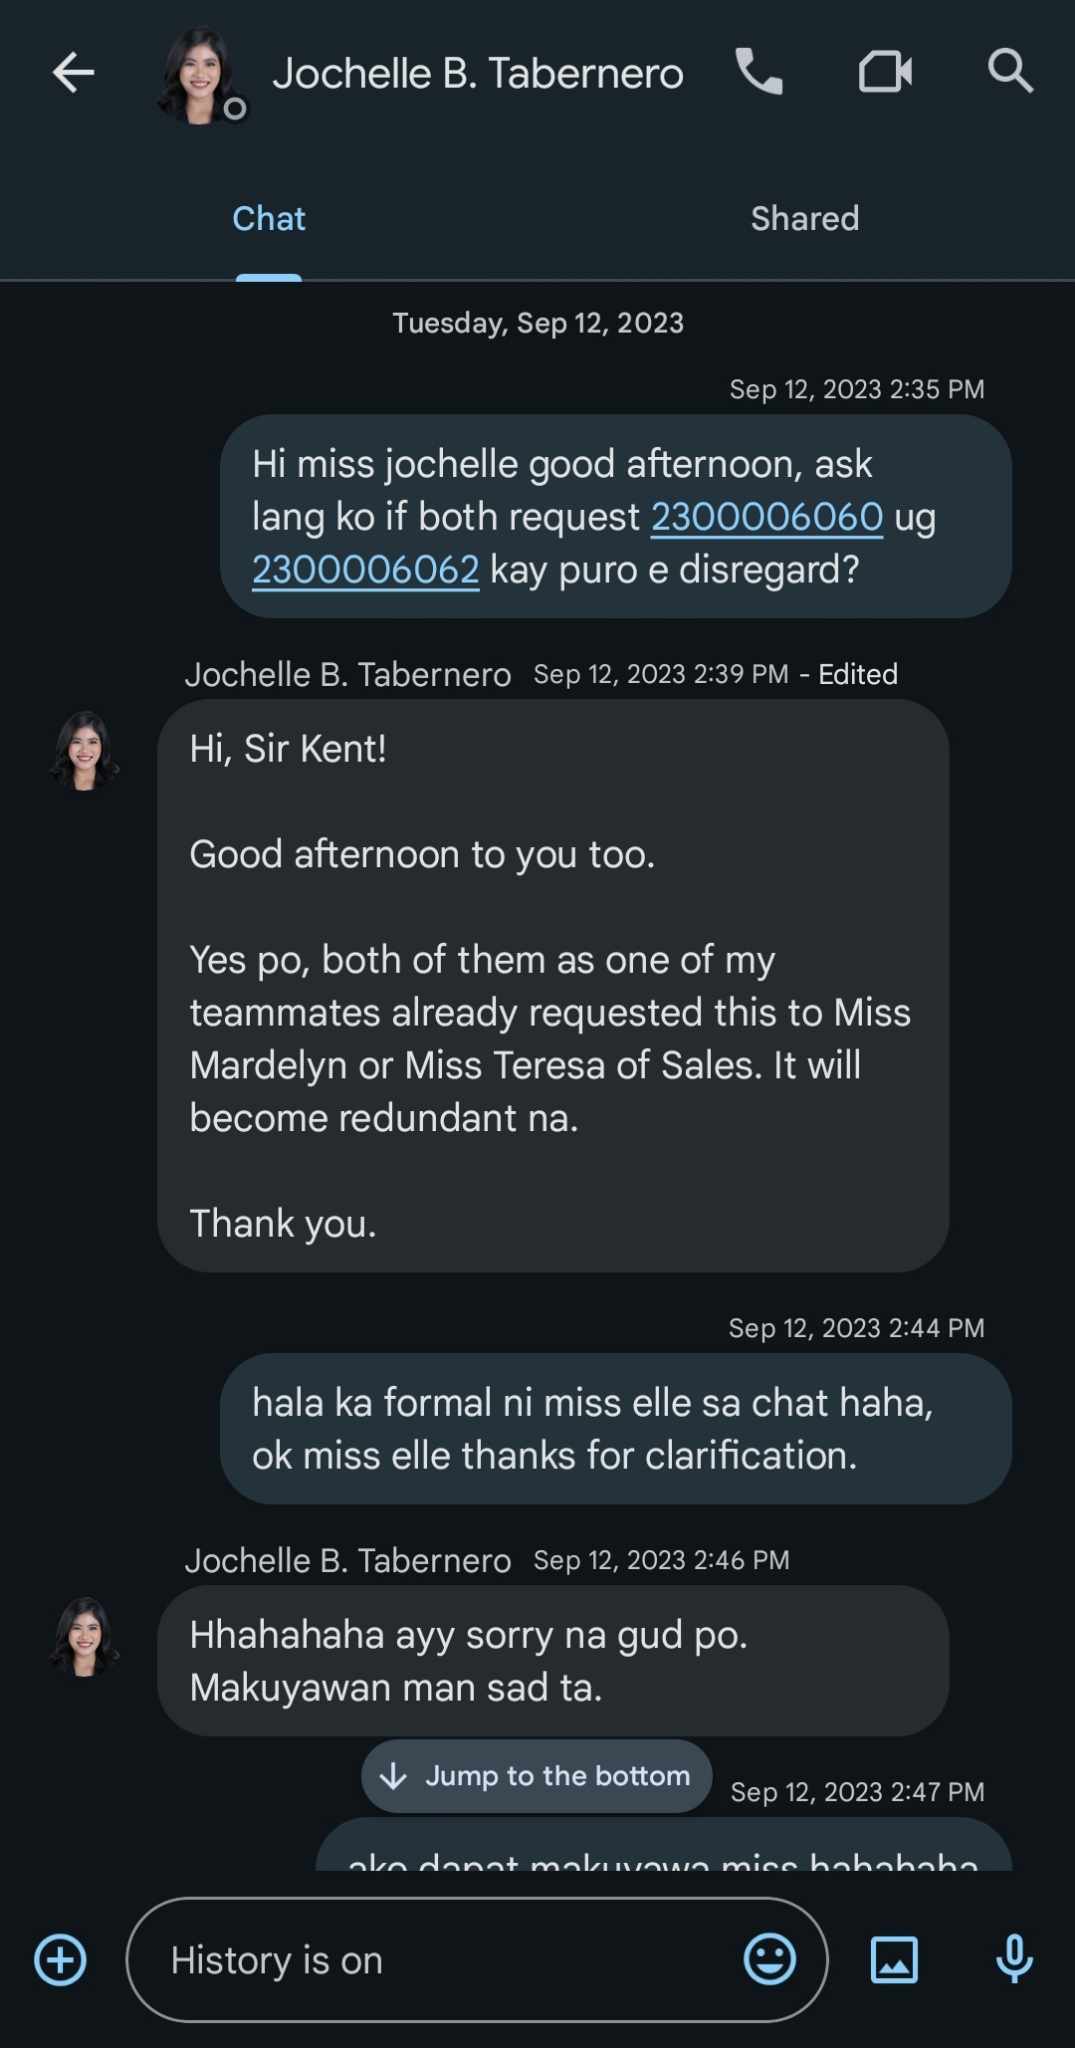 Jochelle B. Tabernero
Chat
Shared
Tuesday, Sep 12, 2023
Sep 12, 2023 2:35 PM
Hi miss jochelle good afternoon, ask
lang ko if both request 2300006060 ug
2300006062 kay puro e disregard?
Jochelle B. Tabernero Sep 12, 2023 2:39 PM - Edited
Hi, Sir Kent!
Good afternoon to you too.
Yes po, both of them as one of my
teammates already requested this to Miss
Mardelyn or Miss Teresa of Sales. It will
become redundant na.
Thank you.
Sep 12, 2023 2:44 PM
hala ka formal ni miss elle sa chat haha,
ok miss elle thanks for clarification.
Jochelle B. Tabernero Sep 12, 2023 2:46 PM
Hhahahaha ayy sorry na gud po.
Makuyawan man sad ta.
Jump to the bottom
Sep 12, 2023 2:47 PM
ako dapat makuyawa miss hahahaha
History is on